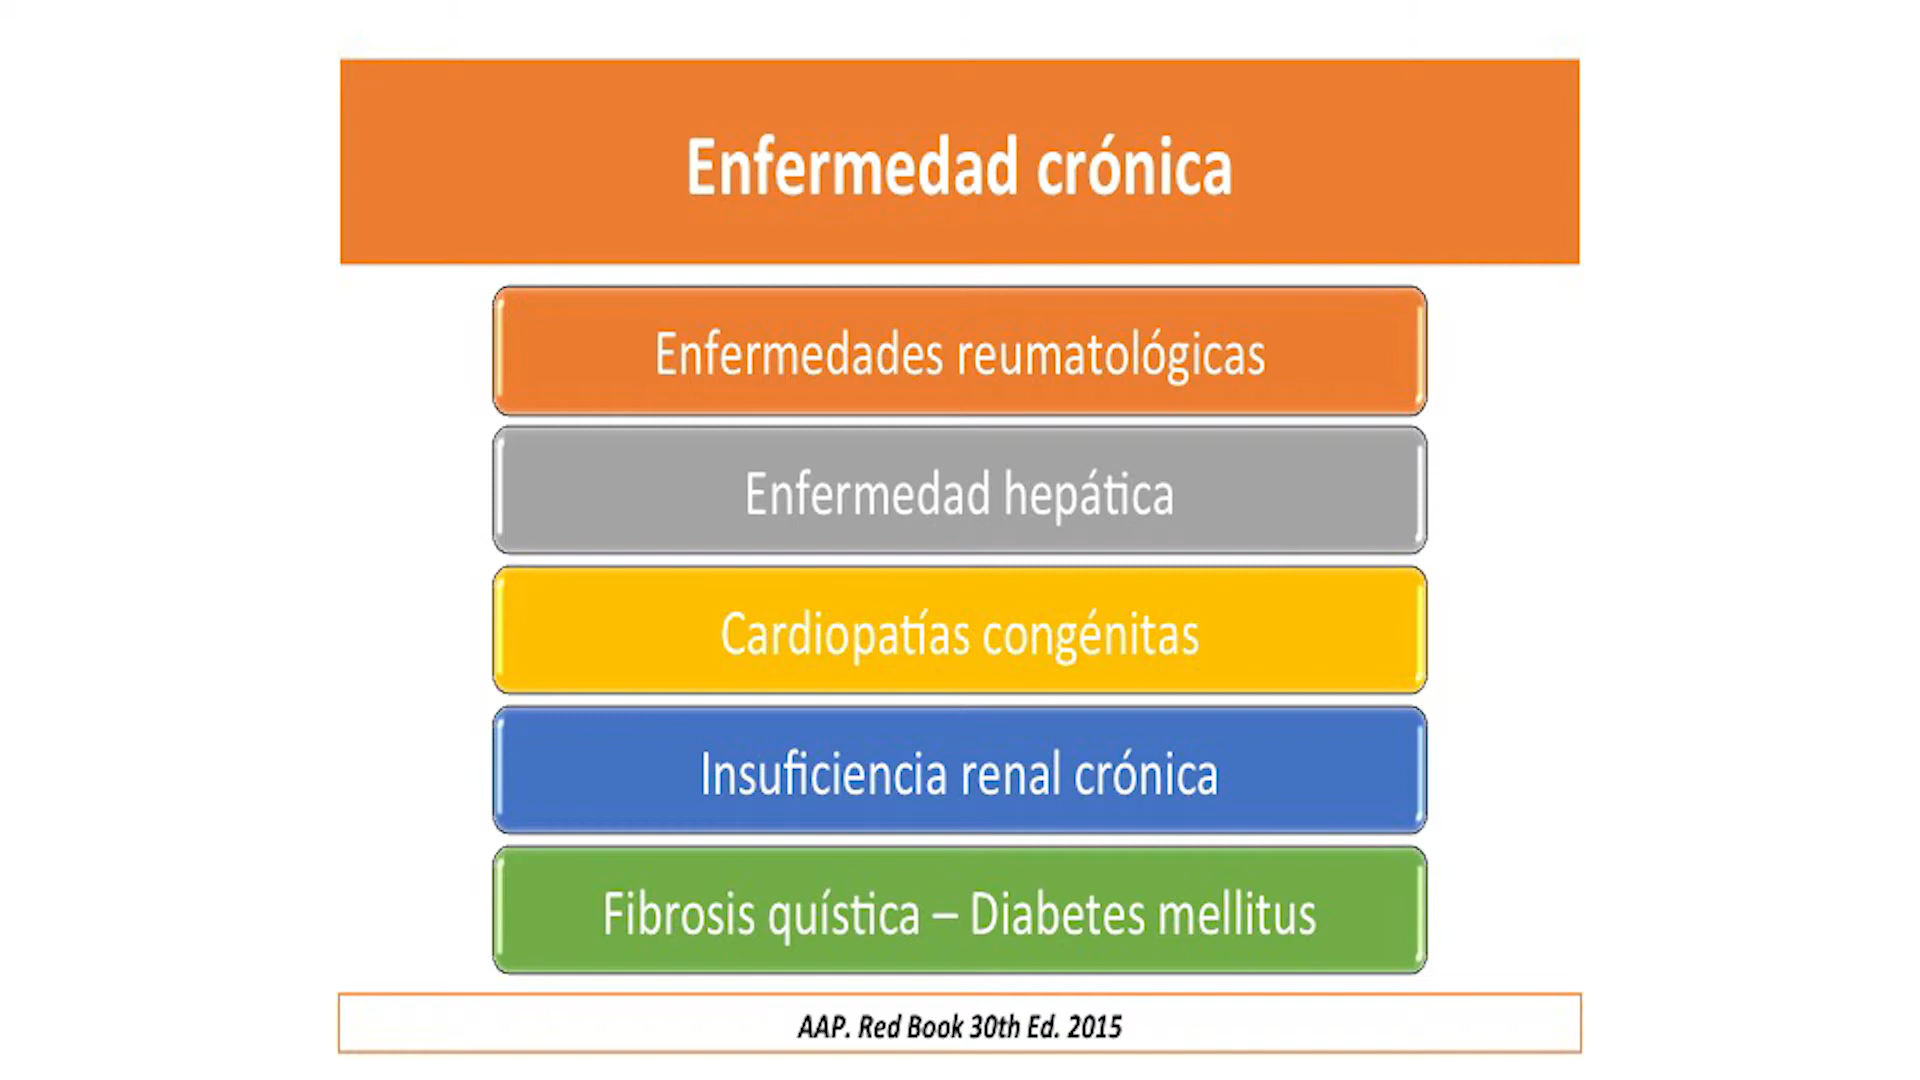 Enfermedad crónica
Enfermedades reumatológicas
Enfermedad hepática
Cardiopatías congénitas
Insuficiencia renal crónica
Fibrosis quística – Diabetes mellitus
AAP. Red Book 30th Ed. 2015